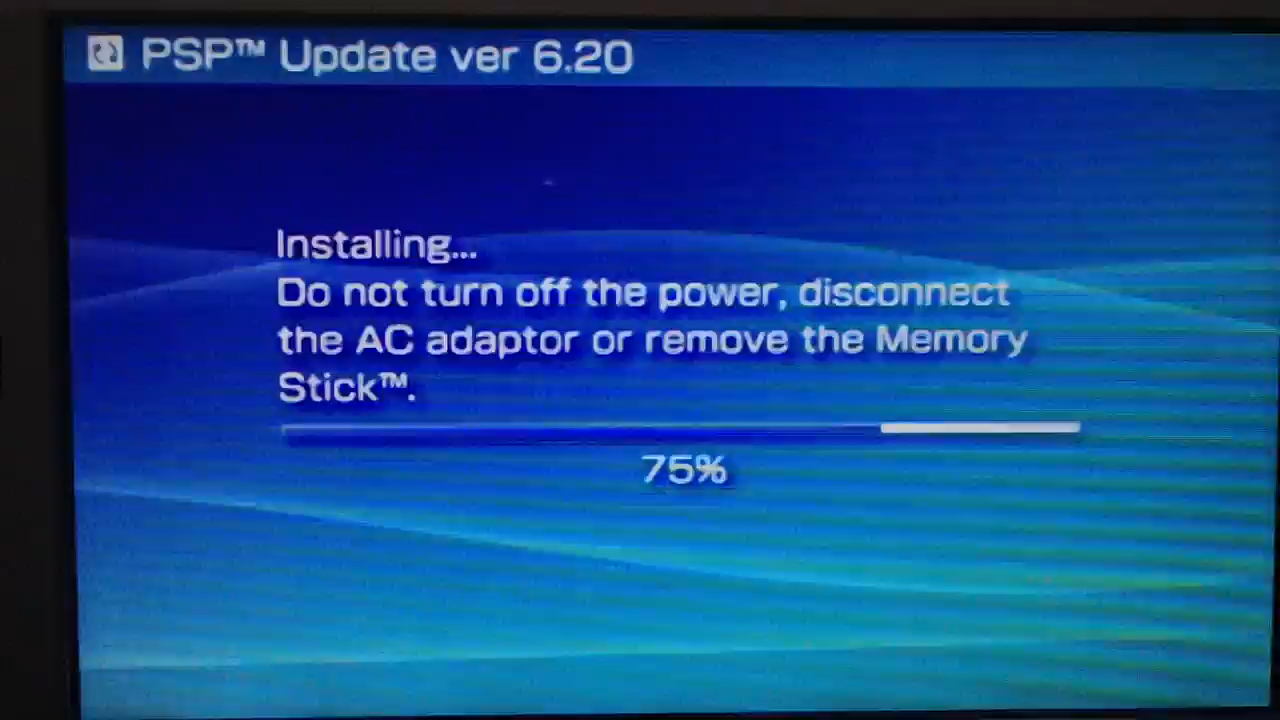 PSP™ Update ver 6.20
Installing...
Do not turn off the power, disconnect
the AC adaptor or remove the Memory
Stick™.
75%